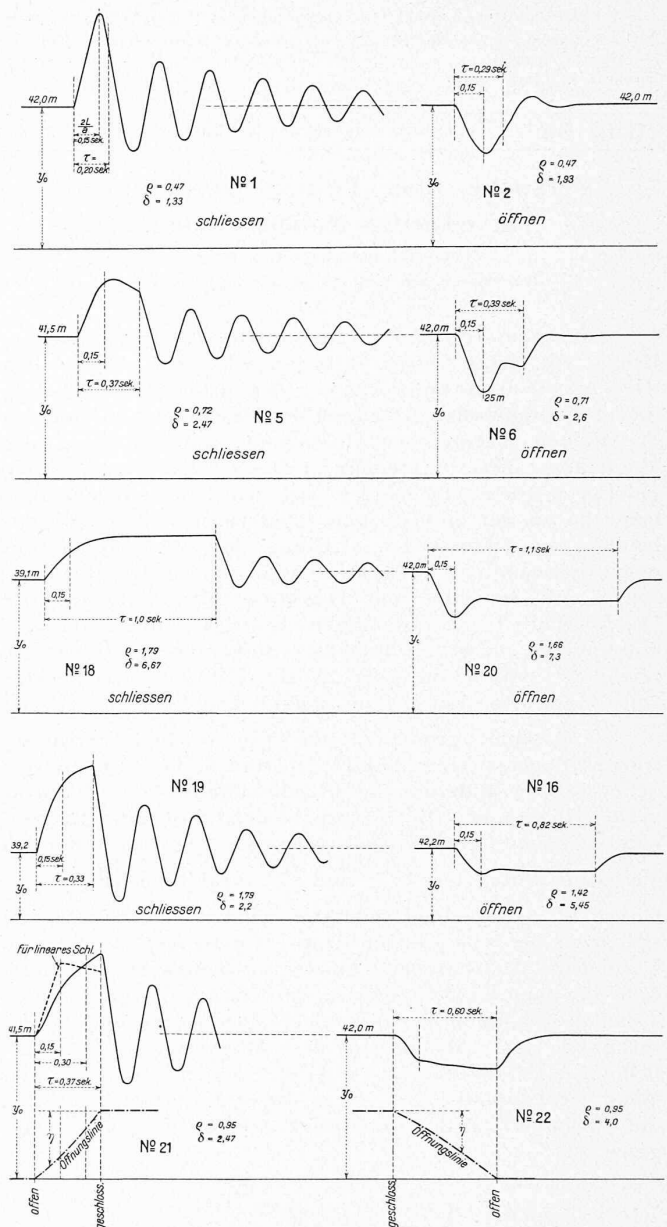 42,0 m
2L/a
0,15 sek.
τ =
0,20 sek.
y₀
Nº 1
ϱ = 0,47
δ = 1,33
schliessen
τ = 0,29 sek.
0,15
42,0 m
y₀
Nº 2
ϱ = 0,47
δ = 1,93
öffnen
41,5 m
0,15
τ = 0,37 sek.
y₀
Nº 5
ϱ = 0,72
δ = 2,47
schliessen
τ = 0,39 sek.
42,0 m
0,15
25 m
y₀
Nº 6
ϱ = 0,71
δ = 2,6
öffnen
39,1 m
0,15
τ = 1,0 sek.
y₀
Nº 18
ϱ = 1,79
δ = 6,67
schliessen
τ = 1,1 sek
42,0 m
0,15
Nº 20
ϱ = 1,66
δ = 7,3
öffnen
Nº 19
39,2
0,15 sek.
τ = 0,33
y₀
ϱ = 1,79
δ = 2,2
schliessen
Nº 16
τ = 0,82 sek.
42,2 m
0,15
y₀
ϱ = 1,42
δ = 5,45
öffnen
für lineares Schl.
41,5 m
0,15
0,30
τ = 0,37 sek.
y₀
η
Öffnungslinie
Nº 21
ϱ = 0,95
δ = 2,47
offen
geschloss.
τ = 0,60 sek.
42,0 m
y₀
η
Öffnungslinie
Nº 22
ϱ = 0,95
δ = 4,0
geschloss.
offen